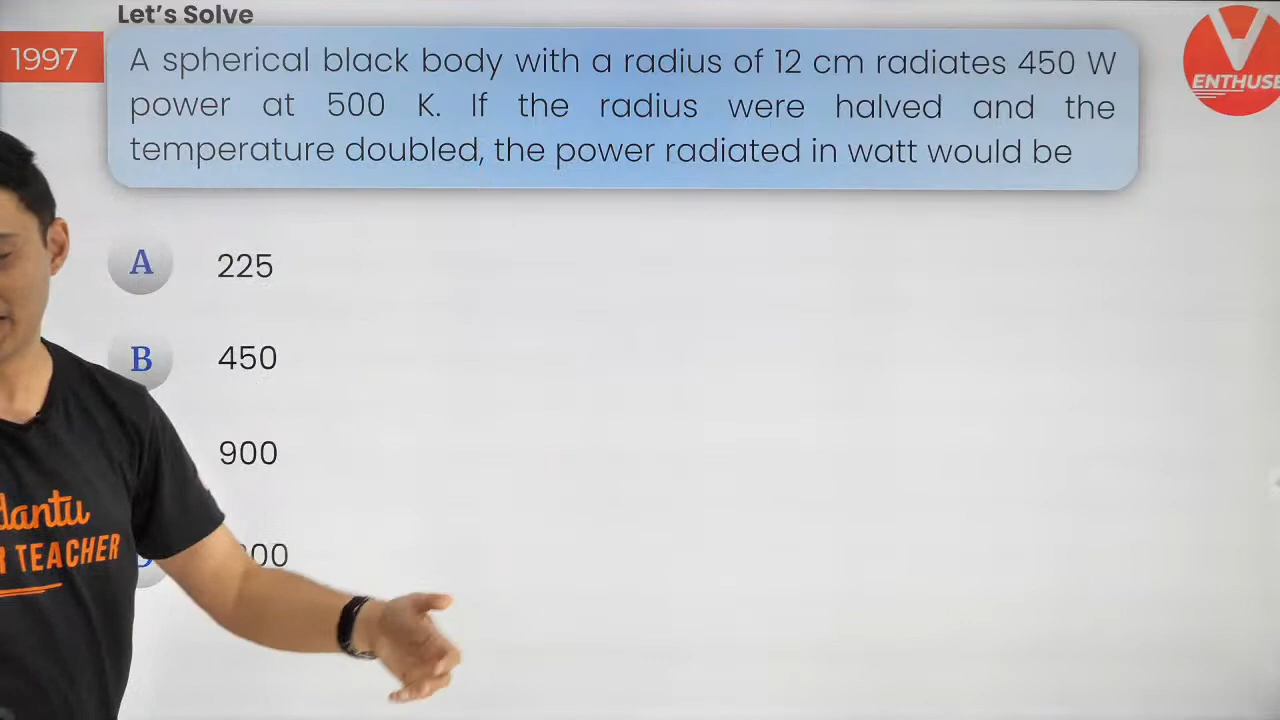 Let's Solve
1997
A spherical black body with a radius of 12 cm radiates 450 W
power at 500 K. If the radius were halved and the
temperature doubled, the power radiated in watt would be
ENTHUSE
A 225
B 450
900
TEACHER